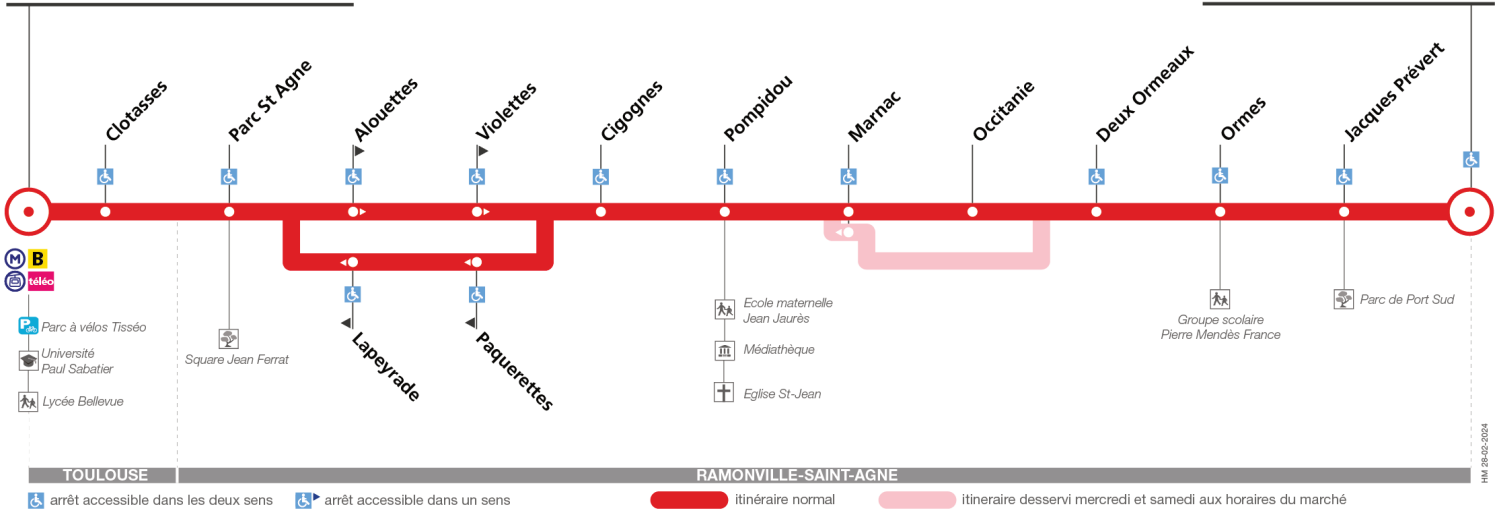 Clotasses
Parc St Agne
Alouettes
Violettes
Cigognes
Pompidou
Marnac
Occitanie
Deux Ormeaux
Ormes
Jacques Prévert
M B
téléo
Parc à vélos Tisséo
Université
Paul Sabatier
Lycée Bellevue
Square Jean Ferrat
Lapeyrade
Paquerettes
Ecole maternelle
Jean Jaurès
Médiathèque
Eglise St-Jean
Groupe scolaire
Pierre Mendès France
Parc de Port Sud
HM 28-02-2024
TOULOUSE
RAMONVILLE-SAINT-AGNE
arrêt accessible dans les deux sens
arrêt accessible dans un sens
itinéraire normal
itineraire desservi mercredi et samedi aux horaires du marché